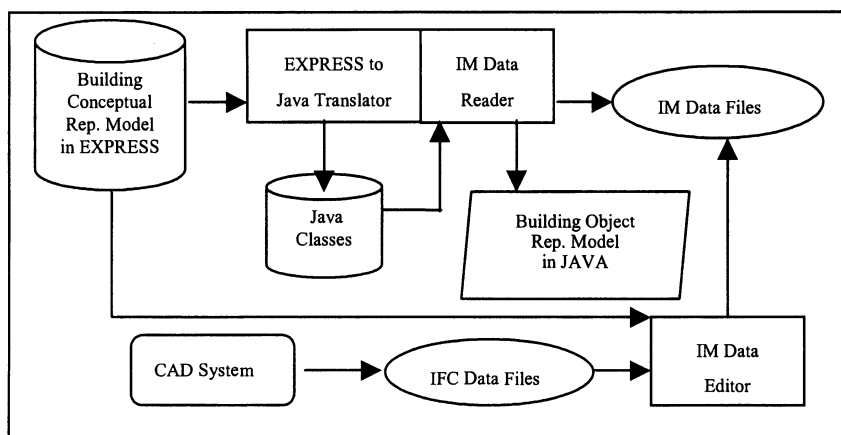 Building
Conceptual
Rep. Model
in EXPRESS
EXPRESS to
Java Translator
IM Data
Reader
IM Data Files
Java
Classes
Building Object
Rep. Model
in JAVA
CAD System
IFC Data Files
IM Data
Editor